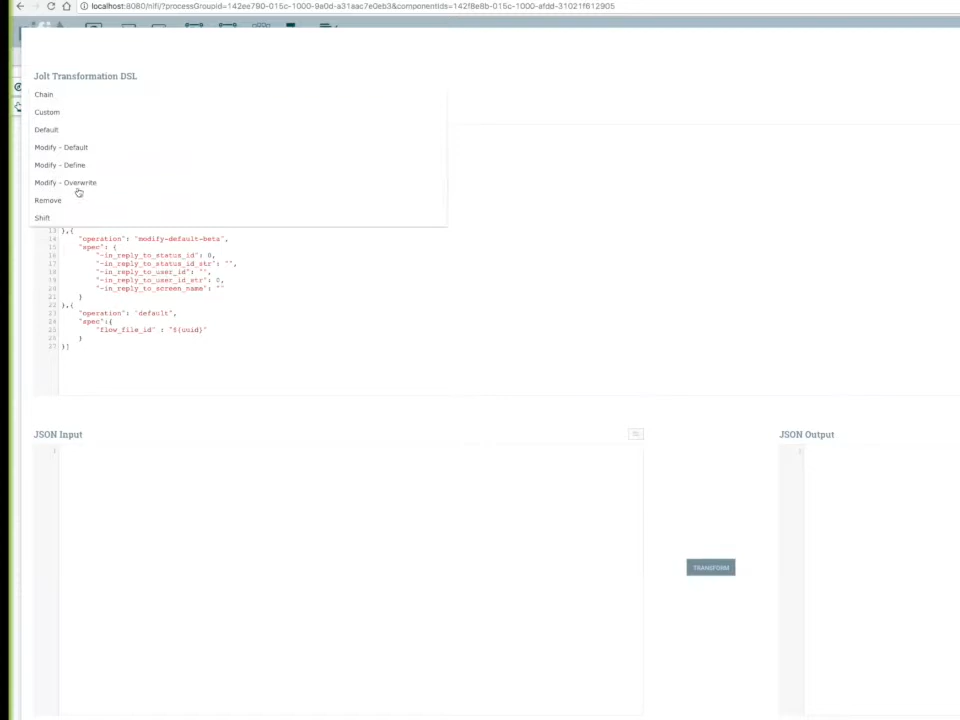 localhost:8080/nifi/?processGroupId=142ee790-015c-1000-9a0d-a31aac7e0eb3&componentIds=142f8e8b-015c-1000-afdd-31021f612905
Jolt Transformation DSL
Chain
Custom
Default
Modify - Default
Modify - Define
Modify - Overwrite
Remove
Shift
13 },{
14 "operation": "modify-default-beta",
15 "spec": {
16 "~in_reply_to_status_id": 0,
17 "~in_reply_to_status_id_str": "",
18 "~in_reply_to_user_id": "",
19 "~in_reply_to_user_id_str": 0,
20 "~in_reply_to_screen_name": ""
21 }
22 },{
23 "operation": "default",
24 "spec":{
25 "flow_file_id" : "${uuid}"
26 }
27 }]
JSON Input
JSON Output
1
1
TRANSFORM